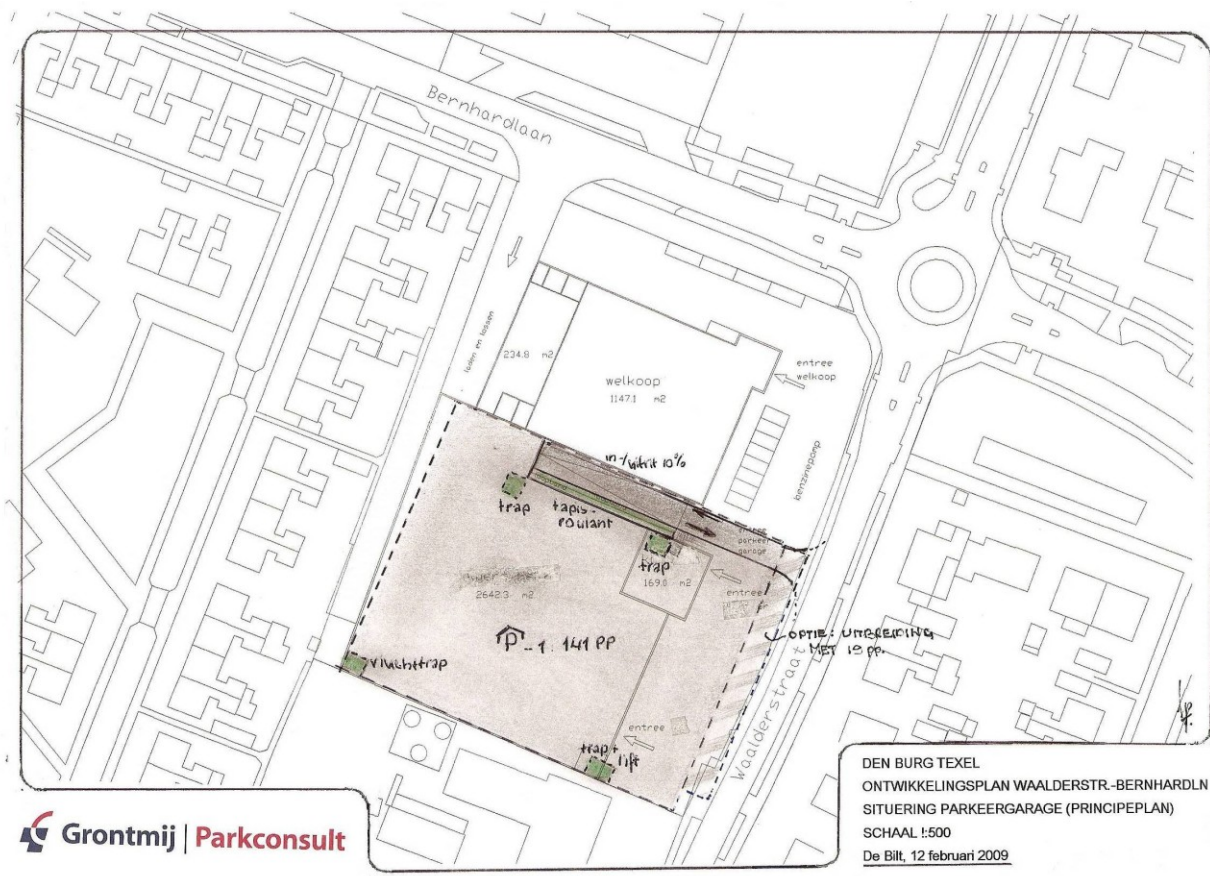 Bernhardlaan
laden en lossen
234.8 m2
welkoop
1147.1 m2
entree
welkoop
benzinepomp
in-/uitrit 10%
trap
tapis-
roulant
entree
parkeer
garage
trap
169.0 m2
entree
2642.3 m2
P -1: 141 PP
OPTIE: UITBREIDING
MET 19 PP.
vluchttrap
Waalderstraat
entree
trap +
lift
DEN BURG TEXEL
ONTWIKKELINGSPLAN WAALDERSTR.-BERNHARDLN
SITUERING PARKEERGARAGE (PRINCIPEPLAN)
SCHAAL 1:500
De Bilt, 12 februari 2009
Grontmij | Parkconsult